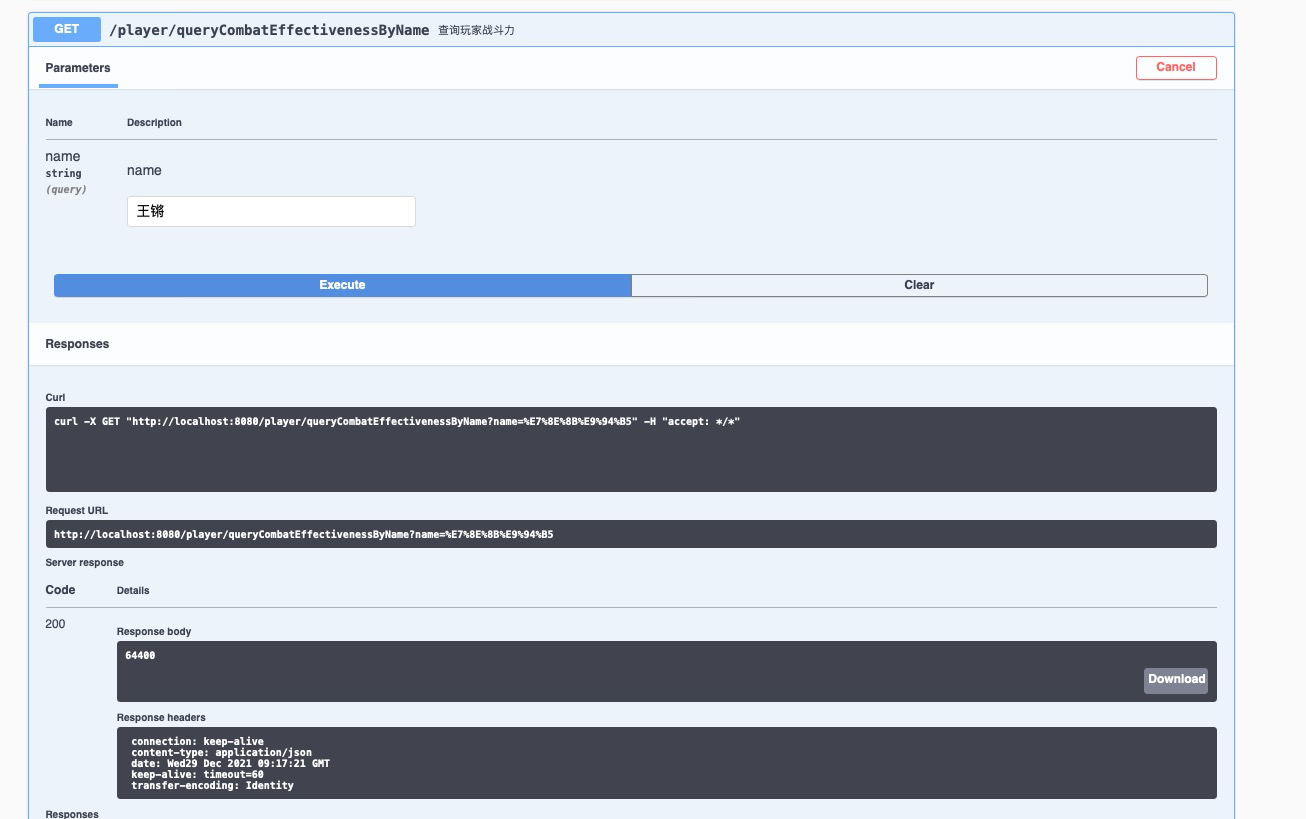 GET /player/queryCombatEffectivenessByName 查询玩家战斗力
Parameters
Cancel
Name Description
name
string
(query)
name
王锵
Execute
Clear
Responses
Curl
curl -X GET "http://localhost:8080/player/queryCombatEffectivenessByName?name=%E7%8E%8B%E9%94%B5" -H "accept: */*"
Request URL
http://localhost:8080/player/queryCombatEffectivenessByName?name=%E7%8E%8B%E9%94%B5
Server response
Code Details
200
Response body
64400
Download
Response headers
connection: keep-alive
content-type: application/json
date: Wed29 Dec 2021 09:17:21 GMT
keep-alive: timeout=60
transfer-encoding: Identity
Responses